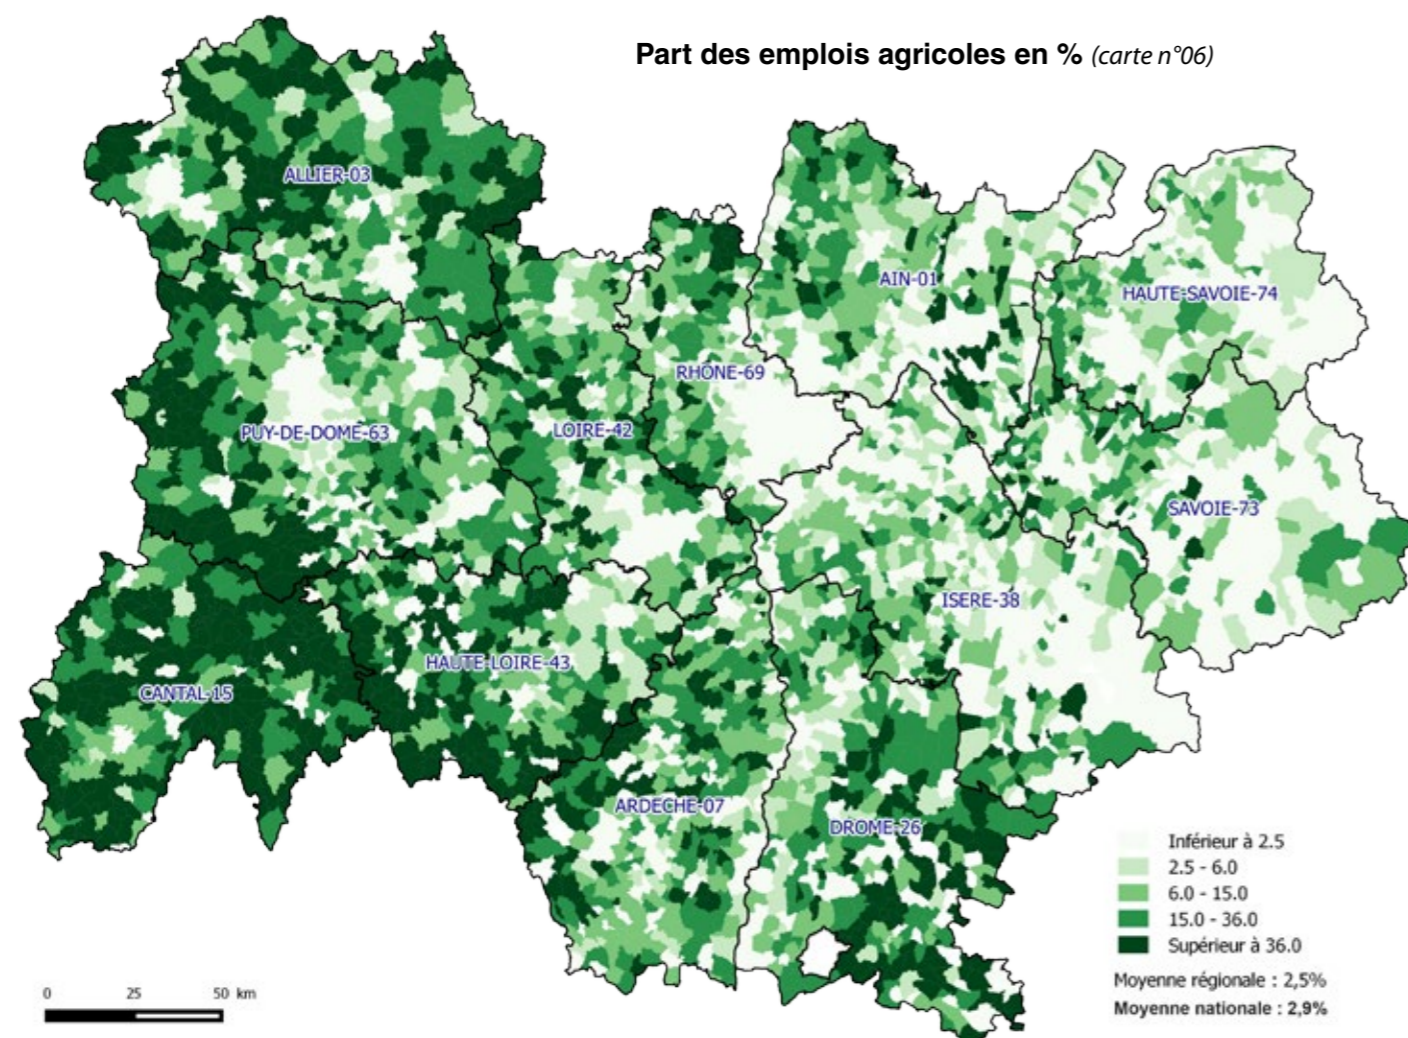 Part des emplois agricoles en % (carte n°06)
ALLIER-03
AIN-01
HAUTE-SAVOIE-74
RHÔNE-69
PUY-DE-DOME-63
LOIRE-42
SAVOIE-73
ISERE-38
HAUTE-LOIRE-43
CANTAL-15
ARDECHE-07
DROME-26
Inférieur à 2.5
2.5 - 6.0
6.0 - 15.0
15.0 - 36.0
Supérieur à 36.0
Moyenne régionale : 2,5%
Moyenne nationale : 2,9%
0 25 50 km